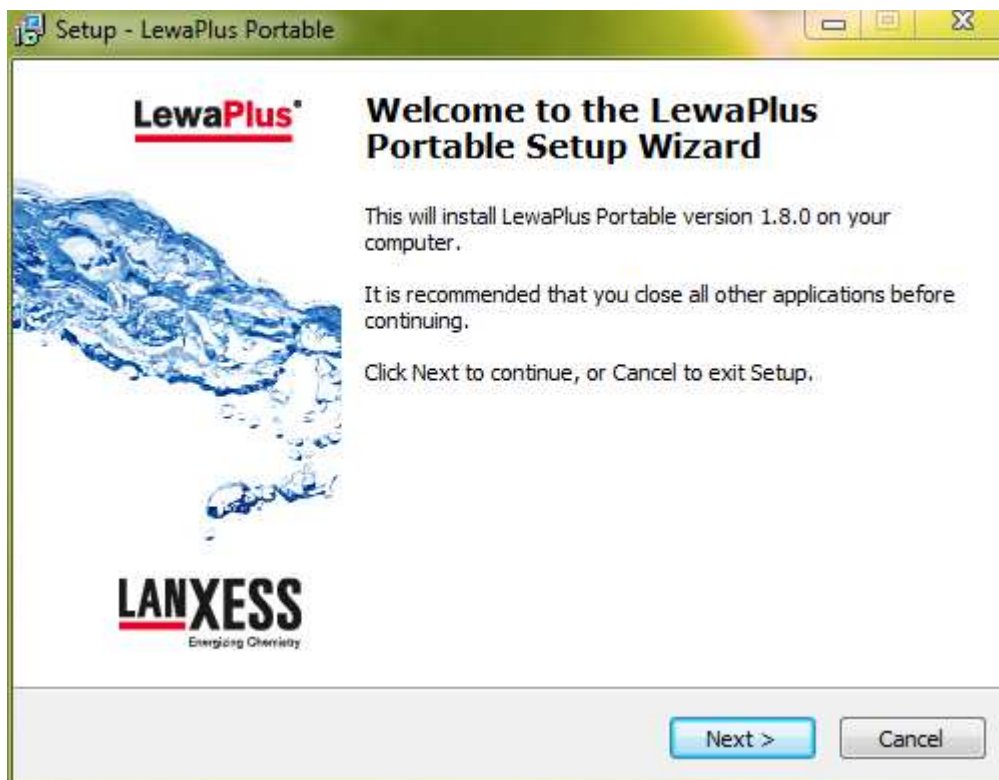 Setup - LewaPlus Portable
LewaPlus®
Welcome to the LewaPlus
Portable Setup Wizard
This will install LewaPlus Portable version 1.8.0 on your
computer.
It is recommended that you close all other applications before
continuing.
Click Next to continue, or Cancel to exit Setup.
LANXESS
Energizing Chemistry
Next >
Cancel